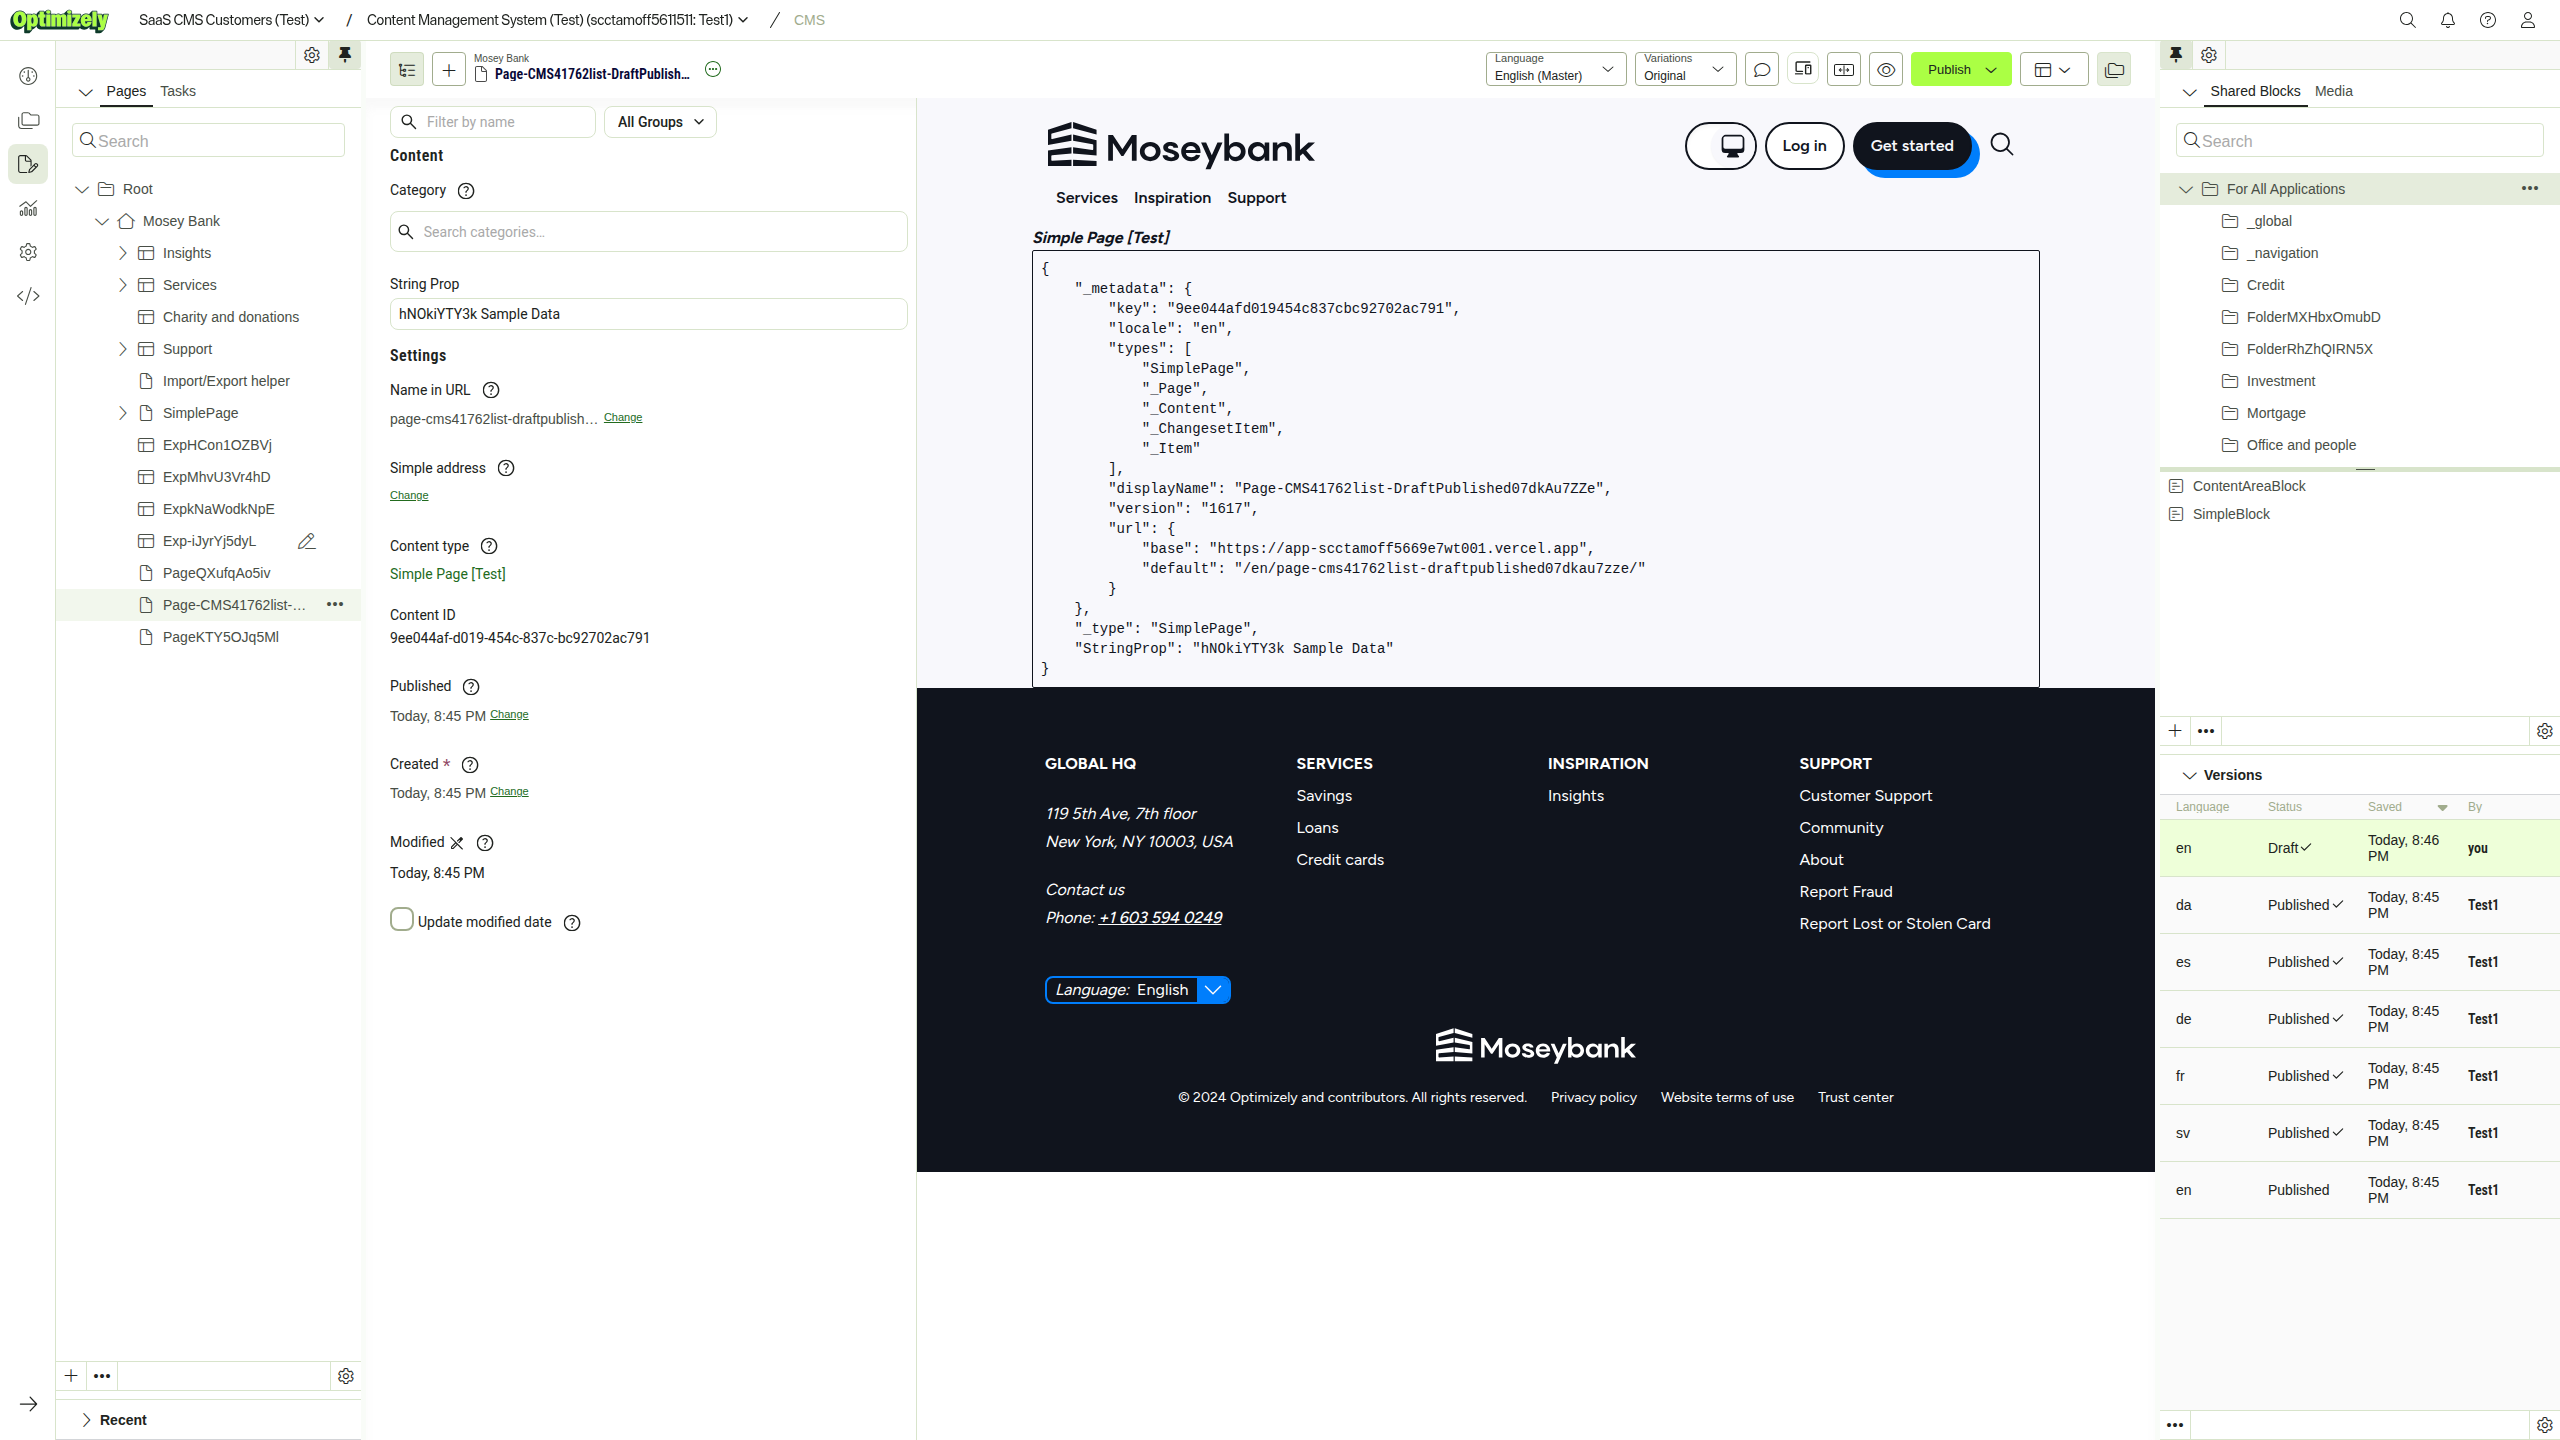 Optimizely
SaaS CMS Customers (Test)
/
Content Management System (Test) (scctamoff5611511: Test1)
/
CMS
Pages
Tasks
Search
Root
Mosey Bank
Insights
Services
Charity and donations
Support
Import/Export helper
SimplePage
ExpHCon1OZBVj
ExpMhvU3Vr4hD
ExpkNaWodkNpE
Exp-iJyrYj5dyL
PageQXufqAo5iv
Page-CMS41762list-...
PageKTY5OJq5Ml
Recent
Mosey Bank
Page-CMS41762list-DraftPublish...
Language
English (Master)
Variations
Original
Publish
Filter by name
All Groups
Content
Category
Search categories...
String Prop
hNOkiYTY3k Sample Data
Settings
Name in URL
page-cms41762list-draftpublish...
Change
Simple address
Change
Content type
Simple Page [Test]
Content ID
9ee044af-d019-454c-837c-bc92702ac791
Published
Today, 8:45 PM
Change
Created *
Today, 8:45 PM
Change
Modified
Today, 8:45 PM
Update modified date
Moseybank
Log in
Get started
Services
Inspiration
Support
Simple Page [Test]
{
"_metadata": {
"key": "9ee044afd019454c837cbc92702ac791",
"locale": "en",
"types": [
"SimplePage",
"_Page",
"_Content",
"_ChangesetItem",
"_Item"
],
"displayName": "Page-CMS41762list-DraftPublished07dkAu7ZZe",
"version": "1617",
"url": {
"base": "https://app-scctamoff5669e7wt001.vercel.app",
"default": "/en/page-cms41762list-draftpublished07dkau7zze/"
}
},
"_type": "SimplePage",
"StringProp": "hNOkiYTY3k Sample Data"
}
GLOBAL HQ
119 5th Ave, 7th floor
New York, NY 10003, USA
Contact us
Phone: +1 603 594 0249
SERVICES
Savings
Loans
Credit cards
INSPIRATION
Insights
SUPPORT
Customer Support
Community
About
Report Fraud
Report Lost or Stolen Card
Language: English
Moseybank
© 2024 Optimizely and contributors. All rights reserved.
Privacy policy
Website terms of use
Trust center
Shared Blocks
Media
Search
For All Applications
_global
_navigation
Credit
FolderMXHbxOmubD
FolderRhZhQIRN5X
Investment
Mortgage
Office and people
ContentAreaBlock
SimpleBlock
Versions
Language
Status
Saved
By
en
Draft
Today, 8:46 PM
you
da
Published
Today, 8:45 PM
Test1
es
Published
Today, 8:45 PM
Test1
de
Published
Today, 8:45 PM
Test1
fr
Published
Today, 8:45 PM
Test1
sv
Published
Today, 8:45 PM
Test1
en
Published
Today, 8:45 PM
Test1